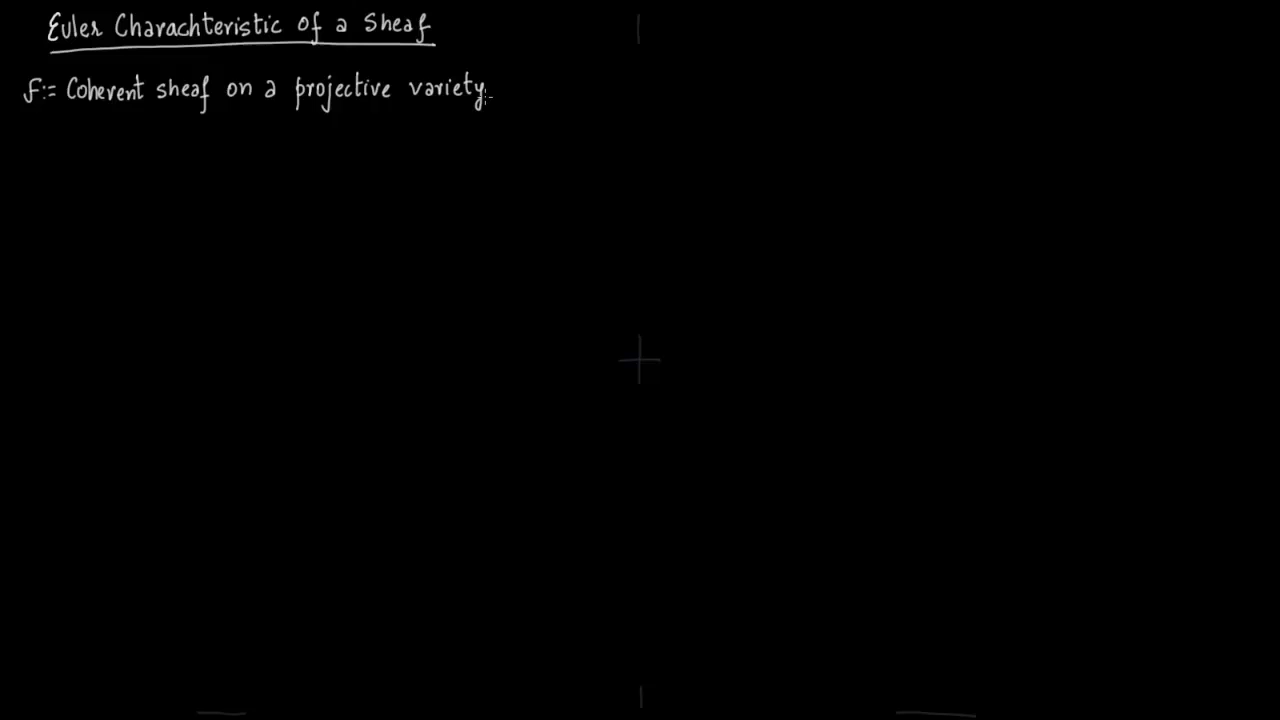 Euler Charachteristic of a Sheaf
F:= Coherent sheaf on a projective variety